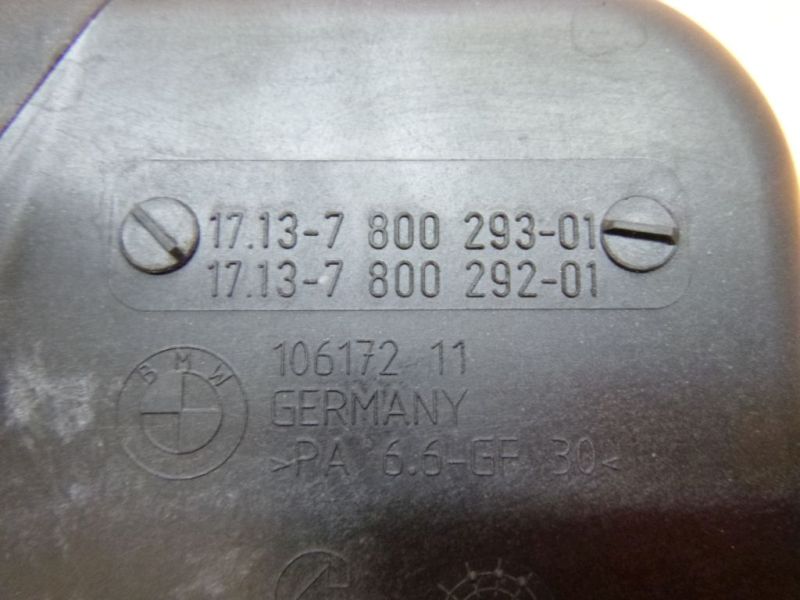 17.13-7 800 293-01
17.13-7 800 292-01
BMW
106172 11
GERMANY
>PA 6.6-GF 30<